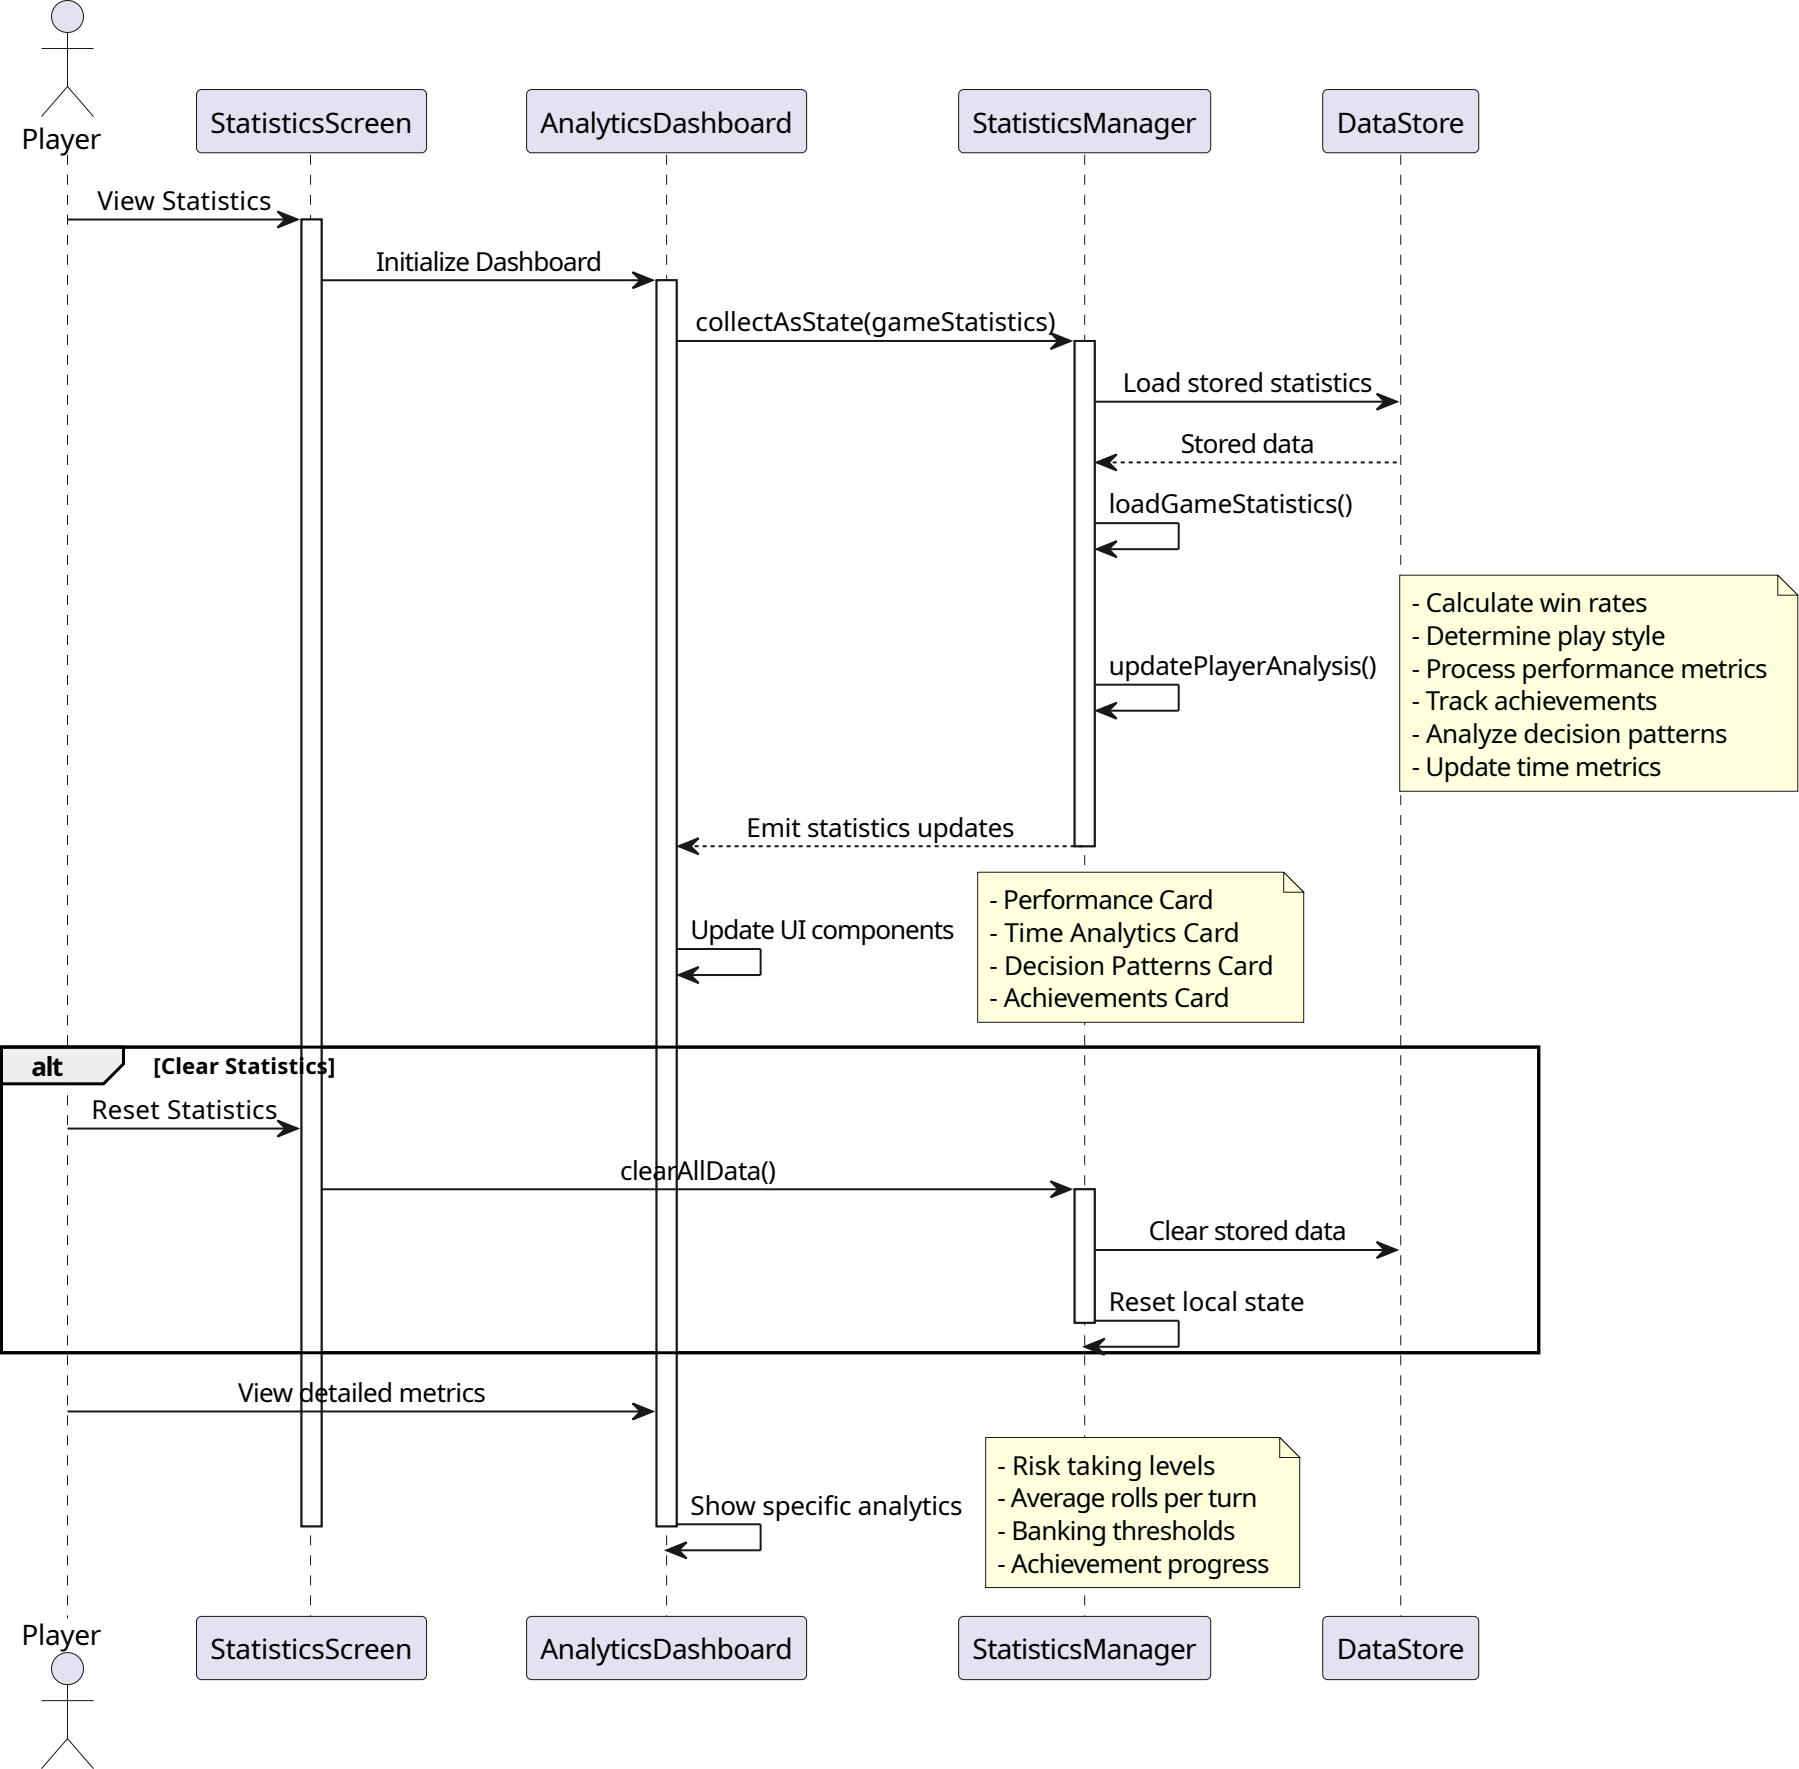 Player
StatisticsScreen
AnalyticsDashboard
StatisticsManager
DataStore
View Statistics
Initialize Dashboard
collectAsState(gameStatistics)
Load stored statistics
Stored data
loadGameStatistics()
- Calculate win rates
- Determine play style
- Process performance metrics
- Track achievements
- Analyze decision patterns
- Update time metrics
updatePlayerAnalysis()
Emit statistics updates
- Performance Card
- Time Analytics Card
- Decision Patterns Card
- Achievements Card
Update UI components
alt
[Clear Statistics]
Reset Statistics
clearAllData()
Clear stored data
Reset local state
View detailed metrics
- Risk taking levels
- Average rolls per turn
- Banking thresholds
- Achievement progress
Show specific analytics
Player
StatisticsScreen
AnalyticsDashboard
StatisticsManager
DataStore